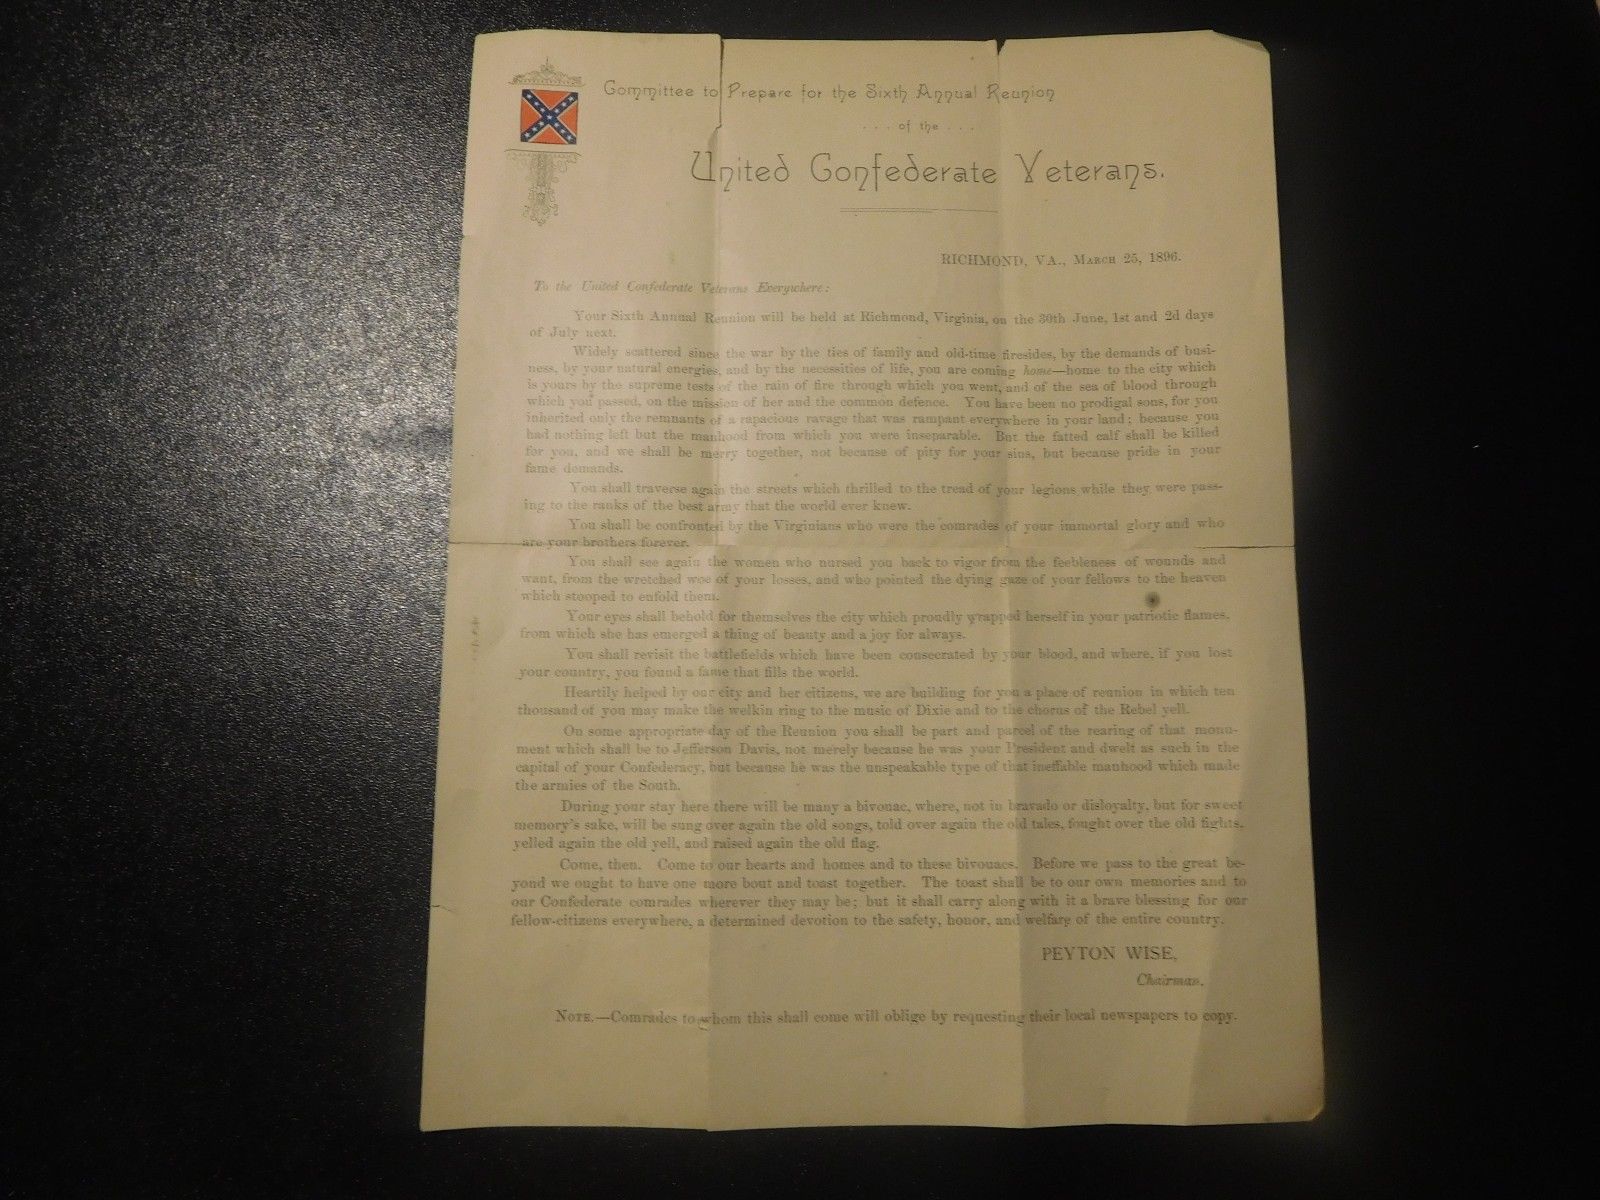 Committee to Prepare for the Sixth Annual Reunion
. . . of the . . .
United Confederate Veterans.
RICHMOND, VA., MARCH 25, 1896.
To the United Confederate Veterans Everywhere:
Your Sixth Annual Reunion will be held at Richmond, Virginia, on the 30th June, 1st and 2d days
of July next.
Widely scattered since the war by the ties of family and old-time firesides, by the demands of busi-
ness, by your natural energies, and by the necessities of life, you are coming home—home to the city which
is yours by the supreme tests of the rain of fire through which you went, and of the sea of blood through
which you passed, on the mission of her and the common defence. You have been no prodigal sons, for you
inherited only the remnants of a rapacious ravage that was rampant everywhere in your land; because you
had nothing left but the manhood from which you were inseparable. But the fatted calf shall be killed
for you, and we shall be merry together, not because of pity for your sins, but because pride in your
fame demands.
You shall traverse again the streets which thrilled to the tread of your legions while they were pass-
ing to the ranks of the best army that the world ever knew.
You shall be confronted by the Virginians who were the comrades of your immortal glory and who
are your brothers forever.
You shall see again the women who nursed you back to vigor from the feebleness of wounds and
want, from the wretched woe of your losses, and who pointed the dying gaze of your fellows to the heaven
which stooped to enfold them.
Your eyes shall behold for themselves the city which proudly wrapped herself in your patriotic flames,
from which she has emerged a thing of beauty and a joy for always.
You shall revisit the battlefields which have been consecrated by your blood, and where, if you lost
your country, you found a fame that fills the world.
Heartily helped by our city and her citizens, we are building for you a place of reunion in which ten
thousand of you may make the welkin ring to the music of Dixie and to the chorus of the Rebel yell.
On some appropriate day of the Reunion you shall be part and parcel of the rearing of that monu-
ment which shall be to Jefferson Davis, not merely because he was your President and dwelt as such in the
capital of your Confederacy, but because he was the unspeakable type of that ineffable manhood which made
the armies of the South.
During your stay here there will be many a bivouac, where, not in bravado or disloyalty, but for sweet
memory's sake, will be sung over again the old songs, told over again the old tales, fought over the old fights,
yelled again the old yell, and raised again the old flag.
Come, then. Come to our hearts and homes and to these bivouacs. Before we pass to the great be-
yond we ought to have one more bout and toast together. The toast shall be to our own memories and to
our Confederate comrades wherever they may be; but it shall carry along with it a brave blessing for our
fellow-citizens everywhere, a determined devotion to the safety, honor, and welfare of the entire country.
PEYTON WISE,
Chairman.
NOTE.—Comrades to whom this shall come will oblige by requesting their local newspapers to copy.